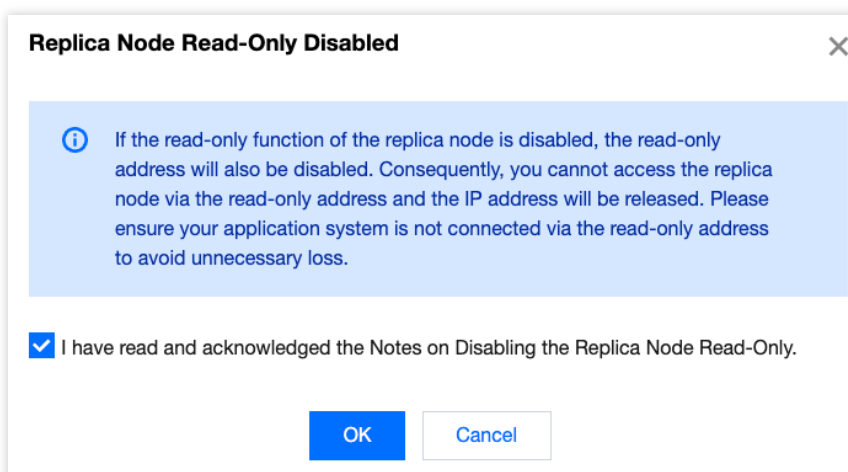 Replica Node Read-Only Disabled
If the read-only function of the replica node is disabled, the read-only
address will also be disabled. Consequently, you cannot access the replica
node via the read-only address and the IP address will be released. Please
ensure your application system is not connected via the read-only address
to avoid unnecessary loss.
I have read and acknowledged the Notes on Disabling the Replica Node Read-Only.
OK
Cancel